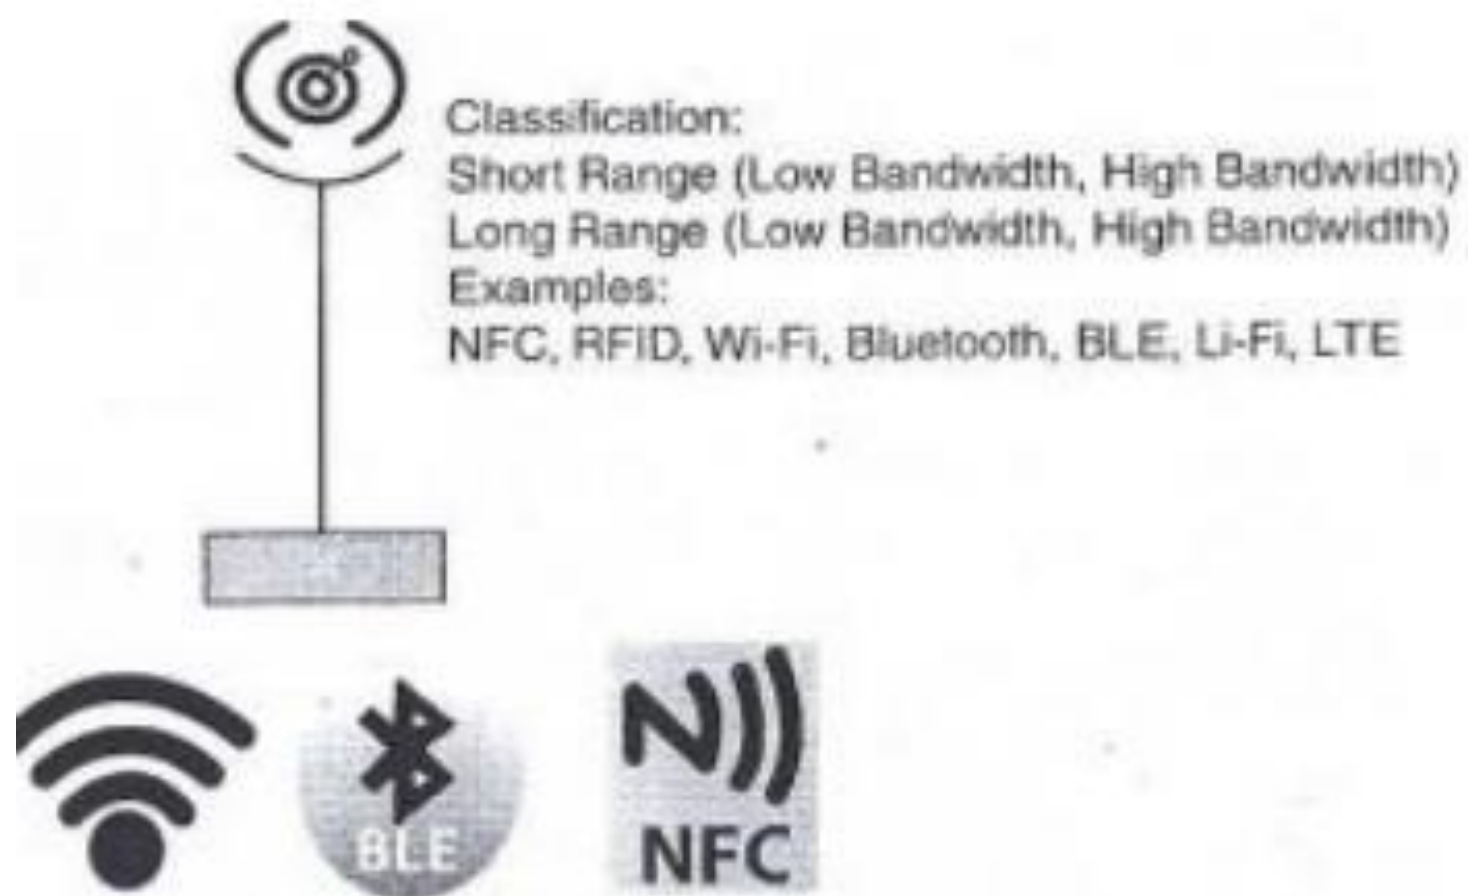 Classification:
Short Range (Low Bandwidth, High Bandwidth)
Long Range (Low Bandwidth, High Bandwidth)
Examples:
NFC, RFID, Wi-Fi, Bluetooth, BLE, Li-Fi, LTE
BLE
NFC